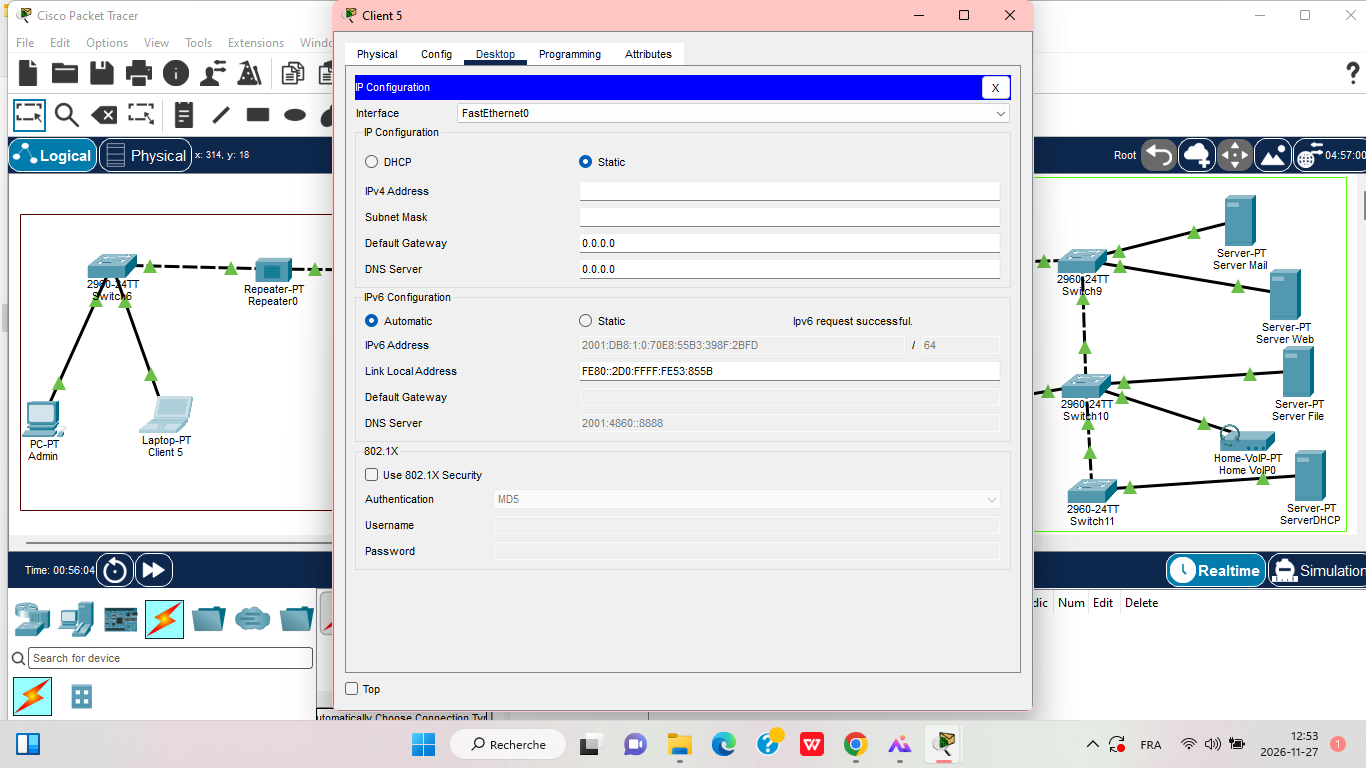 Cisco Packet Tracer
File Edit Options View Tools Extensions Windo
Logical Physical x: 314, y: 18
2960-24TT
Switch6
Repeater-PT
Repeater0
PC-PT
Admin
Laptop-PT
Client 5
Time: 00:56:04
Search for device
utomatically Choose Connection Typ
Client 5
Physical Config Desktop Programming Attributes
IP Configuration X
Interface FastEthernet0
IP Configuration
DHCP Static
IPv4 Address
Subnet Mask
Default Gateway 0.0.0.0
DNS Server 0.0.0.0
IPv6 Configuration
Automatic Static Ipv6 request successful.
IPv6 Address 2001:DB8:1:0:70E8:55B3:398F:2BFD / 64
Link Local Address FE80::2D0:FFFF:FE53:855B
Default Gateway
DNS Server 2001:4860::8888
802.1X
Use 802.1X Security
Authentication MD5
Username
Password
Top
Root 04:57:00
Server-PT
Server Mail
2960-24TT
Switch9
Server-PT
Server Web
2960-24TT
Switch10
Server-PT
Server File
Home-VoIP-PT
Home VoIP0
2960-24TT
Switch11
Server-PT
ServerDHCP
Realtime Simulation
dic Num Edit Delete
Recherche
FRA
12:53
2026-11-27
1